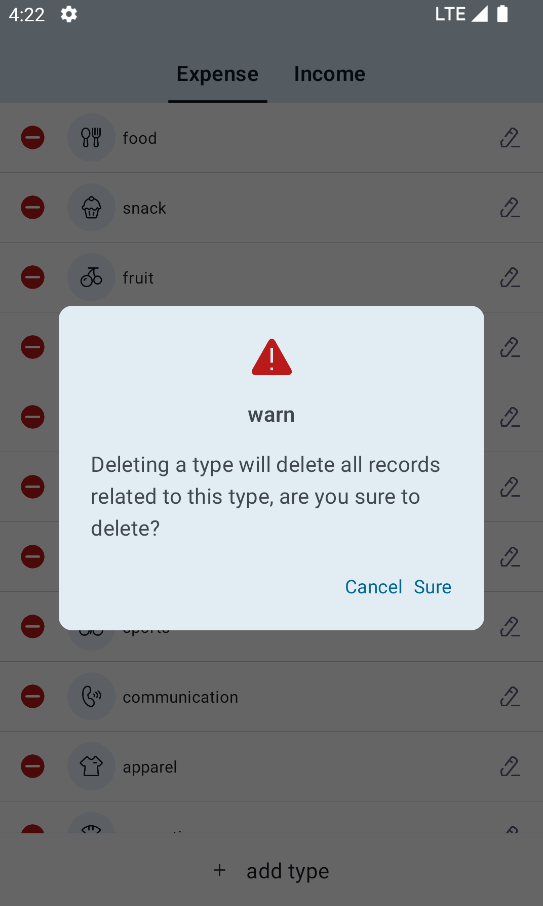 4:22 LTE
Expense Income
food
snack
fruit
warn
Deleting a type will delete all records
related to this type, are you sure to
delete?
Cancel Sure
sports
communication
apparel
+ add type